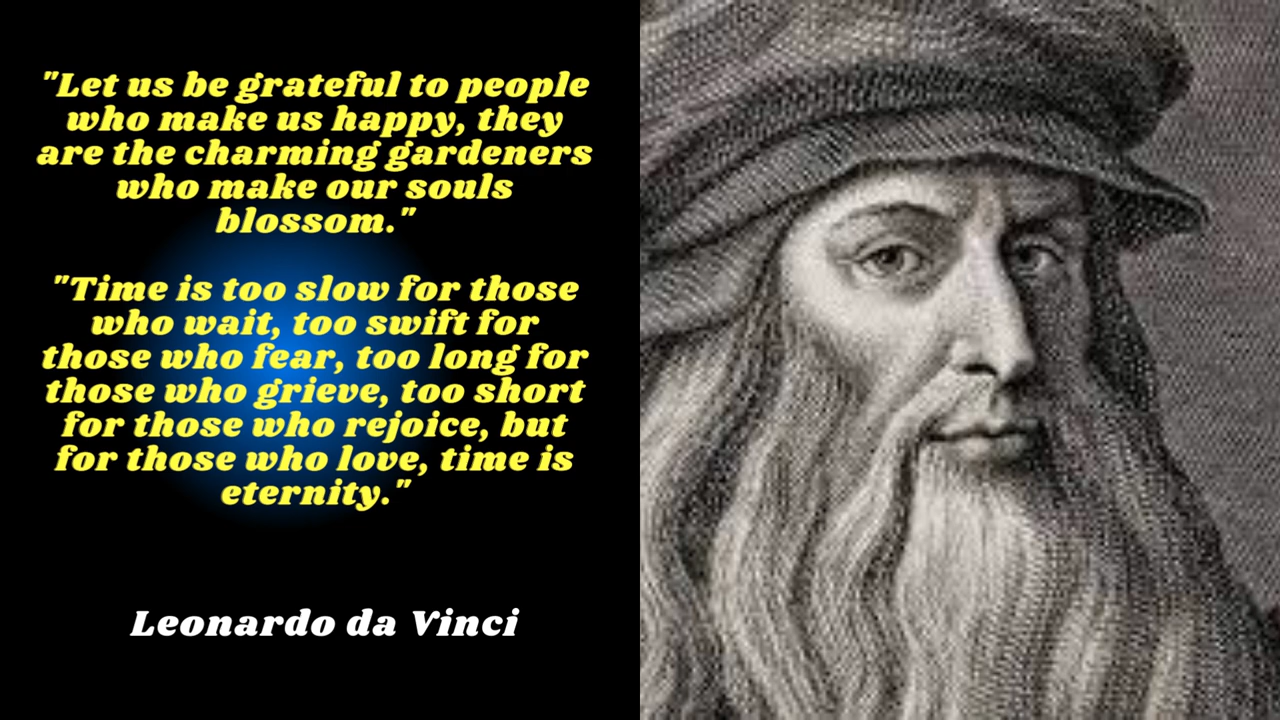 "Let us be grateful to people
who make us happy, they
are the charming gardeners
who make our souls
blossom."
"Time is too slow for those
who wait, too swift for
those who fear, too long for
those who grieve, too short
for those who rejoice, but
for those who love, time is
eternity."
Leonardo da Vinci